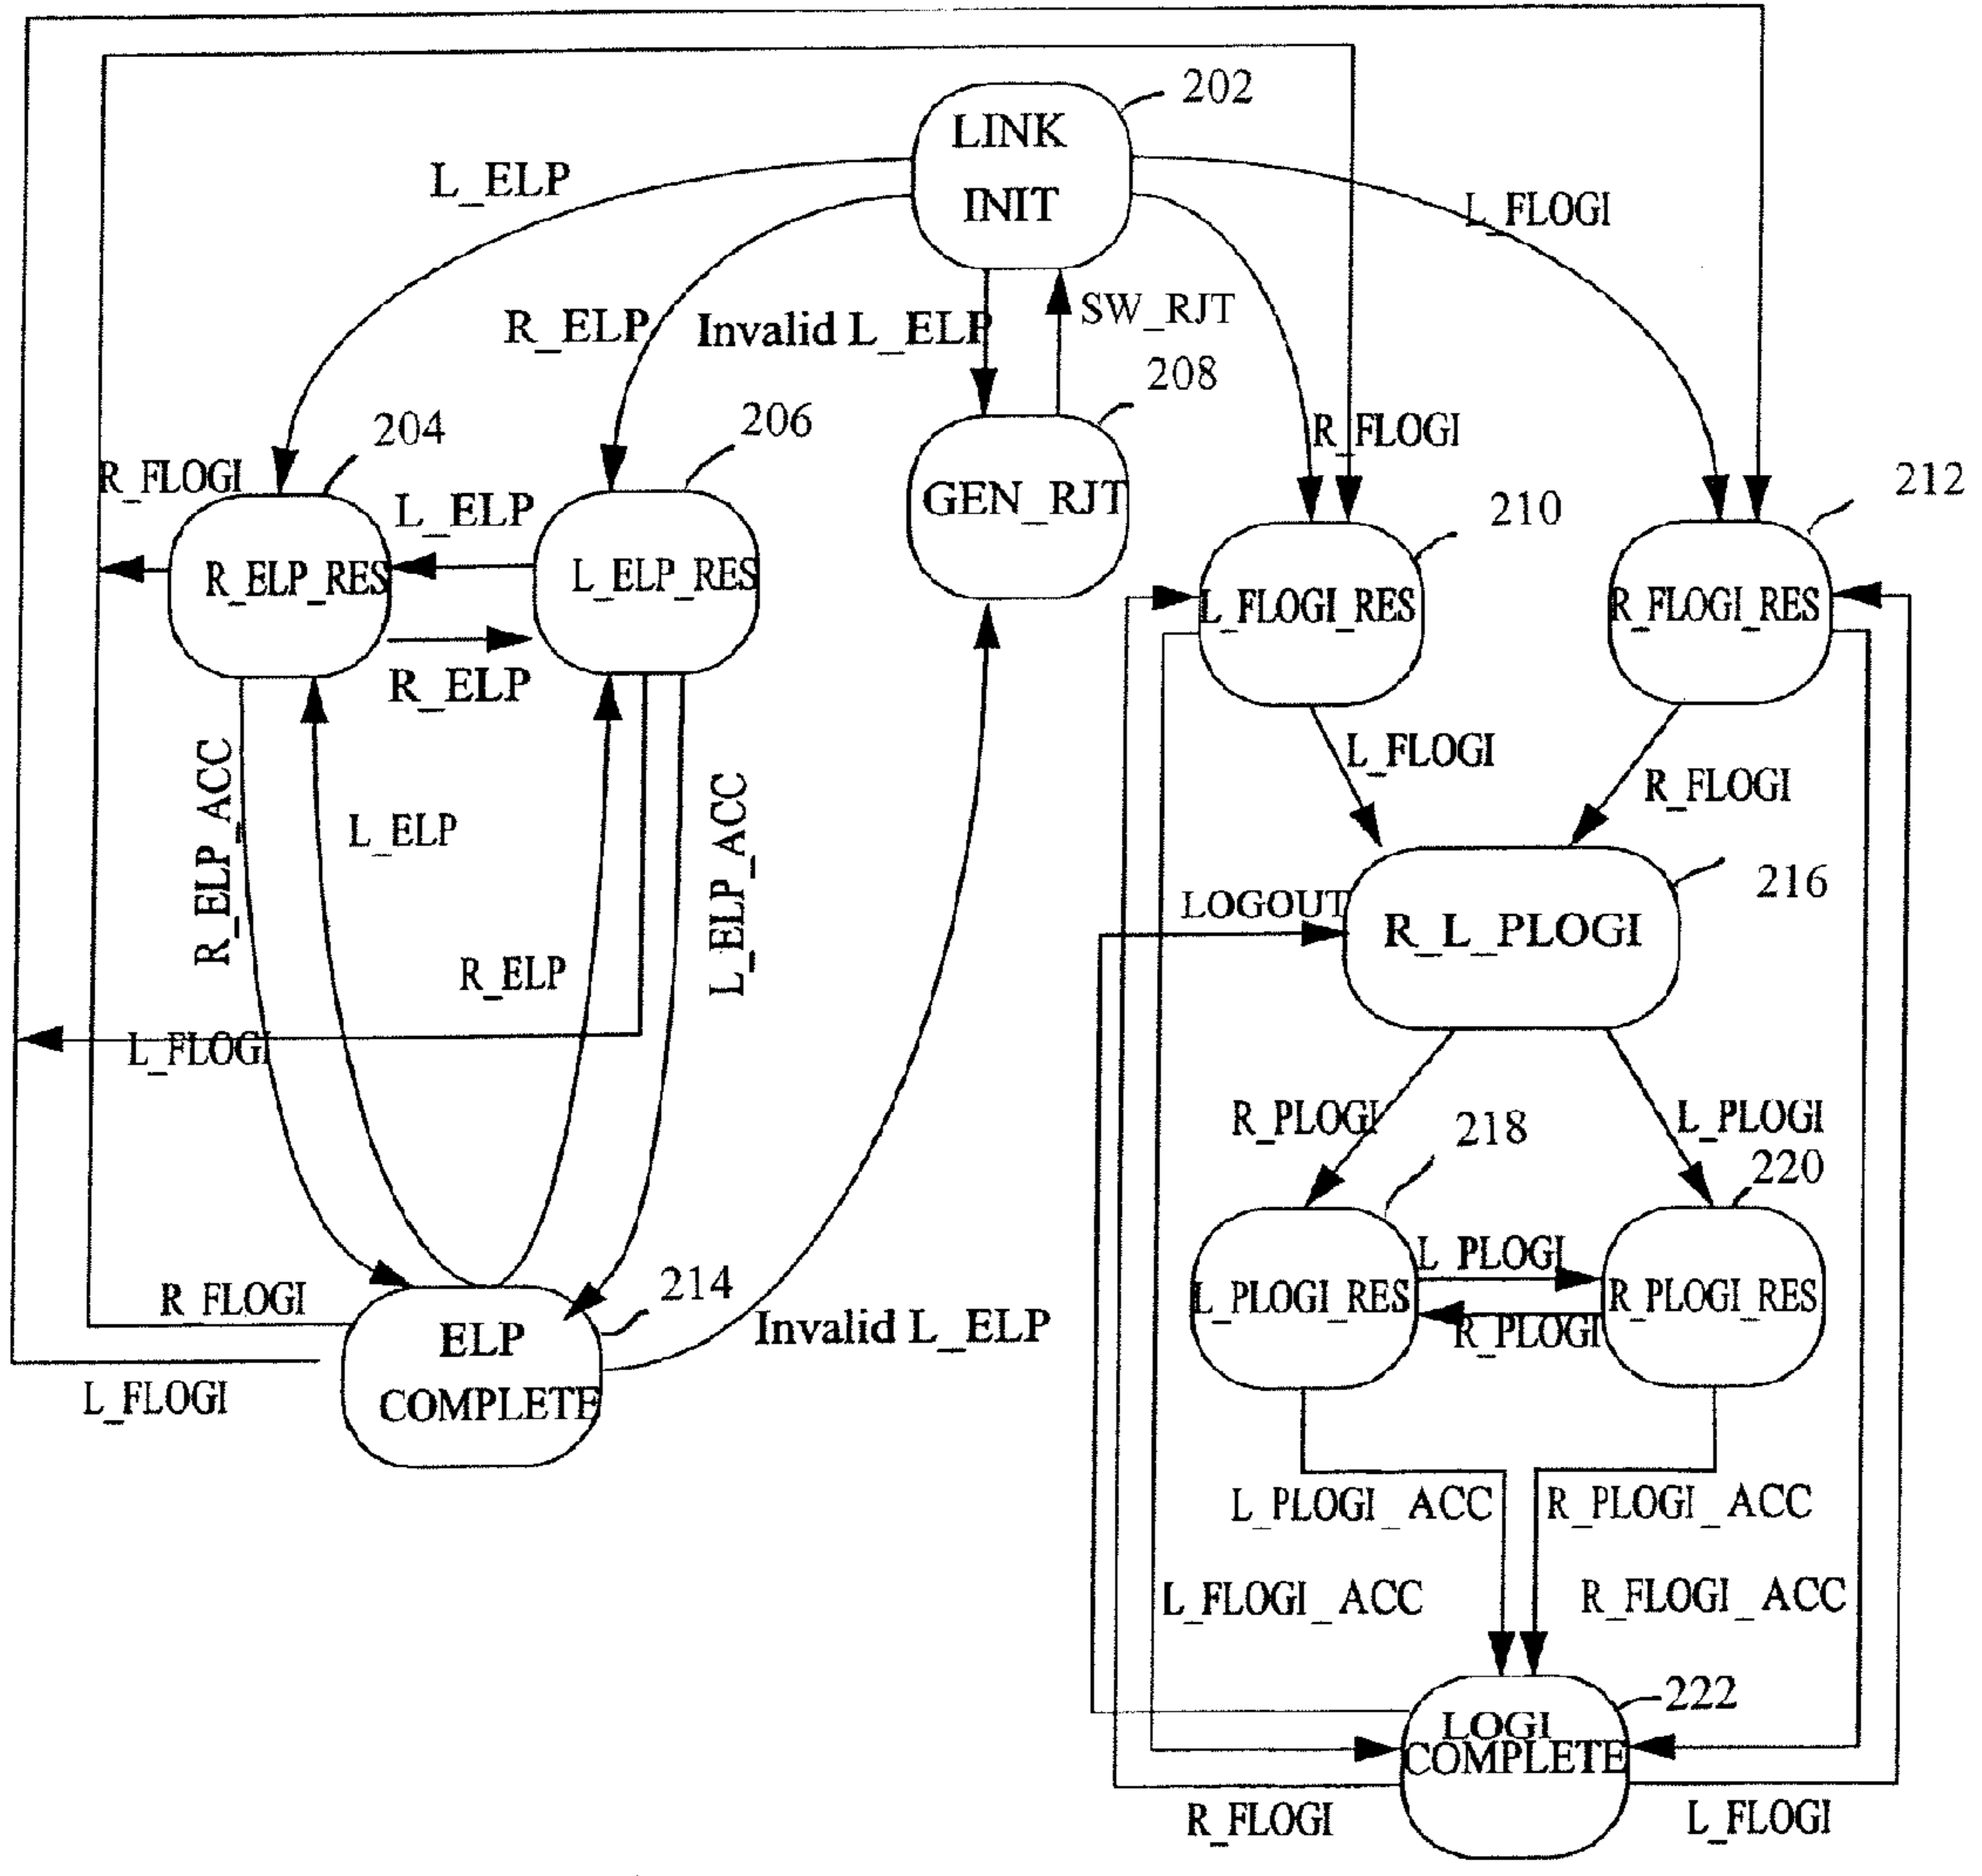 202
LINK
INIT
L_ELP
L_FLOGI
R_ELP
Invalid L_ELP
SW_RJT
208
R_FLOGI
204
206
R_FLOGI
L_ELP
GEN_RJT
210
212
R_ELP_RES
L_ELP_RES
L_FLOGI_RES
R_FLOGI_RES
R_ELP
L_FLOGI
R_FLOGI
R_ELP_ACC
L_ELP
L_ELP_ACC
216
LOGOUT
R_L_PLOGI
R_ELP
L_FLOGI
R_PLOGI
218
L_PLOGI
220
L_PLOGI
R_PLOGI
L_PLOGI_RES
R_PLOGI_RES
R_FLOGI
214
Invalid L_ELP
ELP
COMPLETE
L_FLOGI
L_PLOGI_ACC
R_PLOGI_ACC
L_FLOGI_ACC
R_FLOGI_ACC
222
LOGI
COMPLETE
R_FLOGI
L_FLOGI